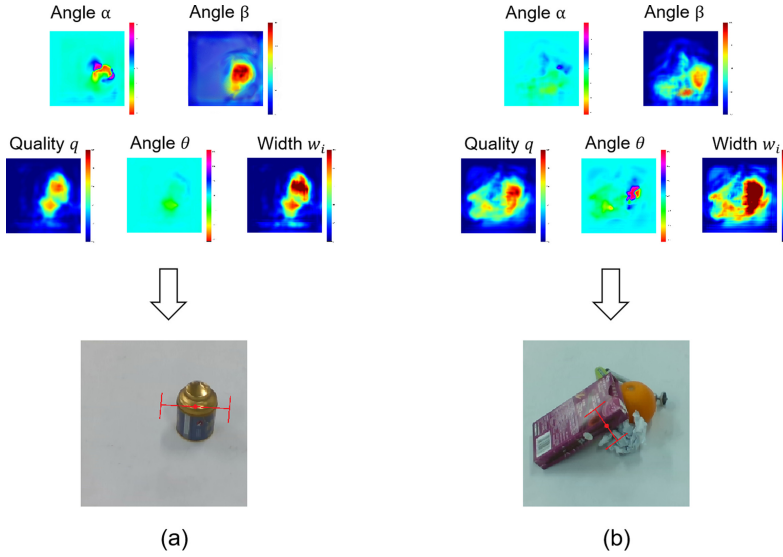 Angle α
Angle β
Quality q
Angle θ
Width wᵢ
(a)
Angle α
Angle β
Quality q
Angle θ
Width wᵢ
(b)